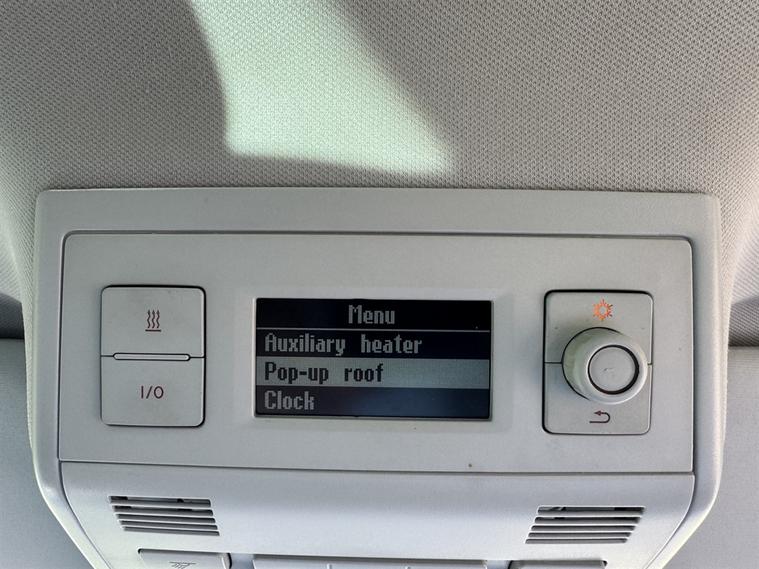 Menu
Auxiliary heater
Pop-up roof
Clock
I/O